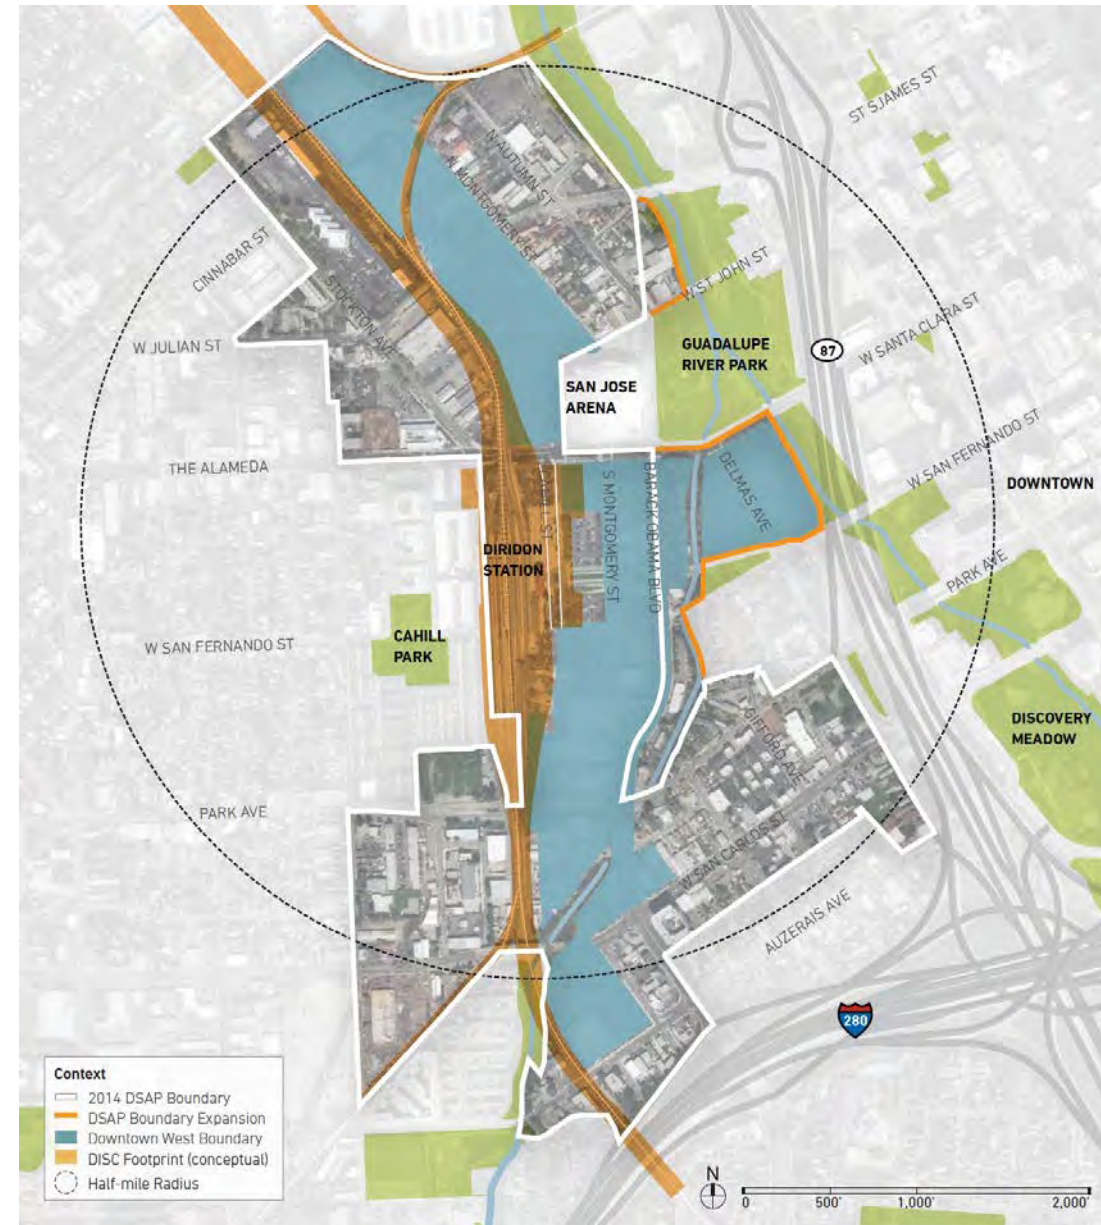 ST SJAMES ST
N AUTUMN ST
N MONTGOMERY ST
CINNABAR ST
W ST JOHN ST
STOCKTON AVE
W JULIAN ST
GUADALUPE
RIVER PARK
87
W SANTA CLARA ST
SAN JOSE
ARENA
THE ALAMEDA
W SAN FERNANDO ST
DOWNTOWN
DELMAS AVE
S MONTGOMERY ST
BARACK OBAMA BLVD
DIRIDON
STATION
PARK AVE
CAHILL
PARK
W SAN FERNANDO ST
DISCOVERY
MEADOW
GIFFORD AVE
PARK AVE
W SAN CARLOS ST
AUZERAIS AVE
280
Context
2014 DSAP Boundary
DSAP Boundary Expansion
Downtown West Boundary
DISC Footprint (conceptual)
Half-mile Radius
N
0 500' 1,000' 2,000'